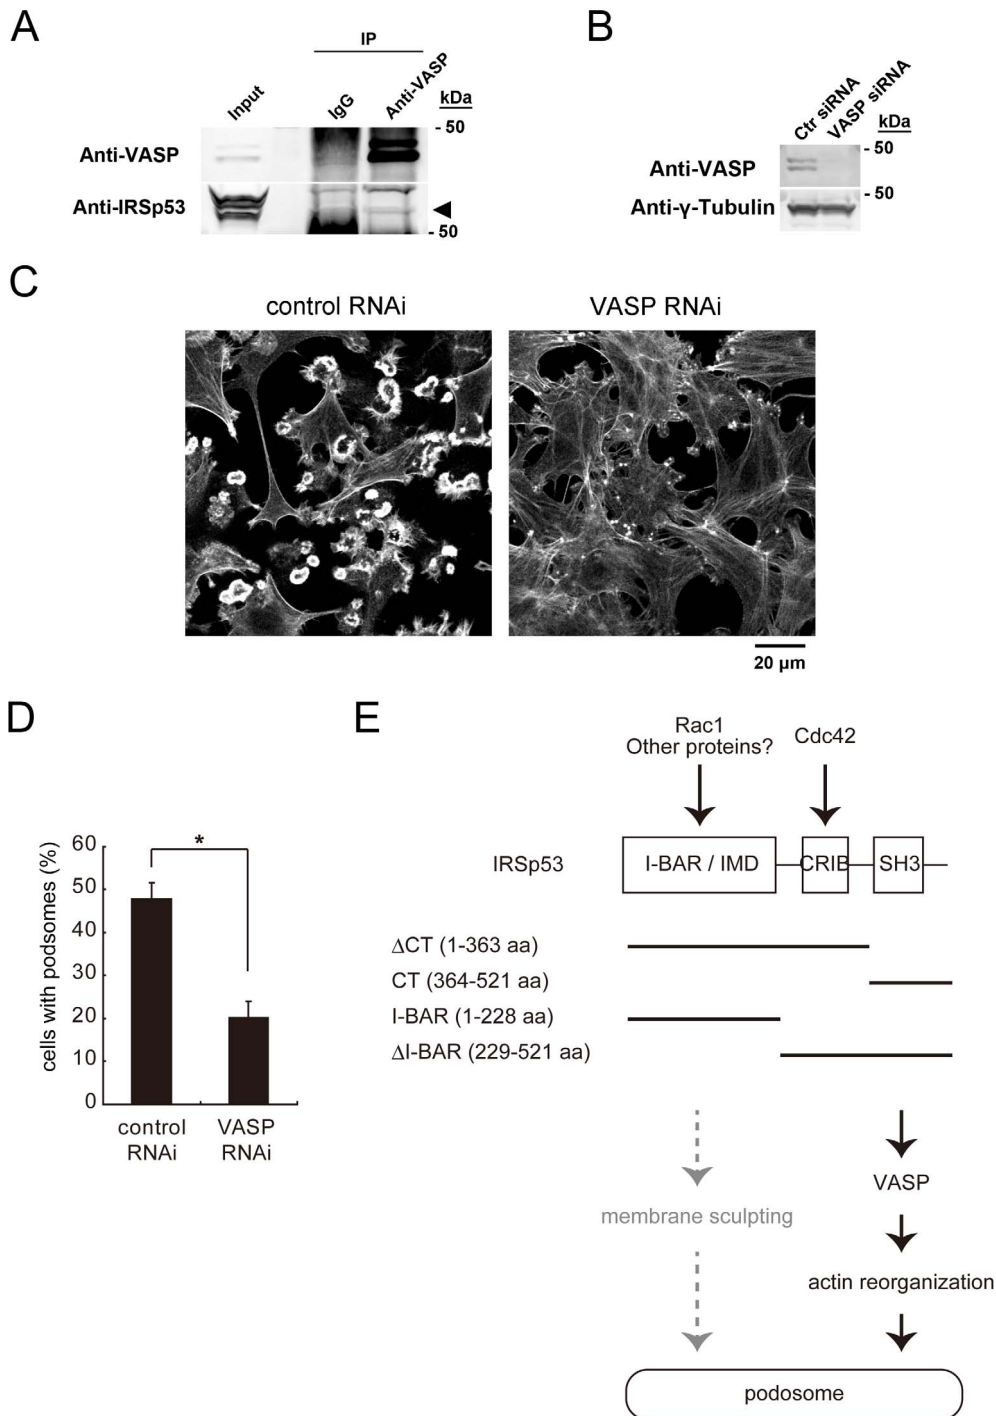 A
IP
Input
IgG
Anti-VASP
kDa
- 50
Anti-VASP
Anti-IRSp53
- 50
B
Ctr siRNA
VASP siRNA
kDa
- 50
Anti-VASP
- 50
Anti-γ-Tubulin
C
control RNAi
VASP RNAi
20 µm
D
cells with podsomes (%)
60
50
40
30
20
10
0
*
control
RNAi
VASP
RNAi
E
Rac1
Other proteins?
Cdc42
IRSp53
I-BAR / IMD
CRIB
SH3
ΔCT (1-363 aa)
CT (364-521 aa)
I-BAR (1-228 aa)
ΔI-BAR (229-521 aa)
VASP
membrane sculpting
actin reorganization
podosome